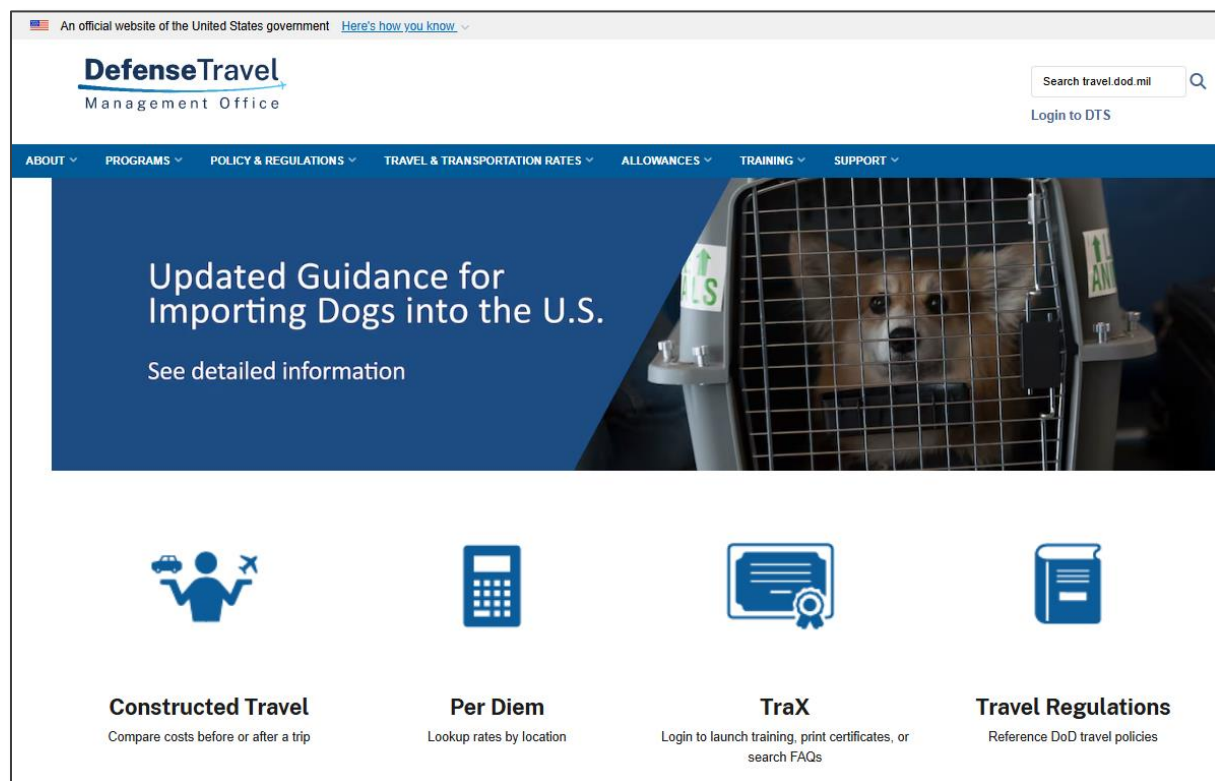 An official website of the United States government Here's how you know
DefenseTravel
Management Office
Search travel.dod.mil
Login to DTS
ABOUT PROGRAMS POLICY & REGULATIONS TRAVEL & TRANSPORTATION RATES ALLOWANCES TRAINING SUPPORT
Updated Guidance for
Importing Dogs into the U.S.
See detailed information
ALS
Constructed Travel Per Diem TraX Travel Regulations
Compare costs before or after a trip Lookup rates by location Login to launch training, print certificates, or Reference DoD travel policies
search FAQs